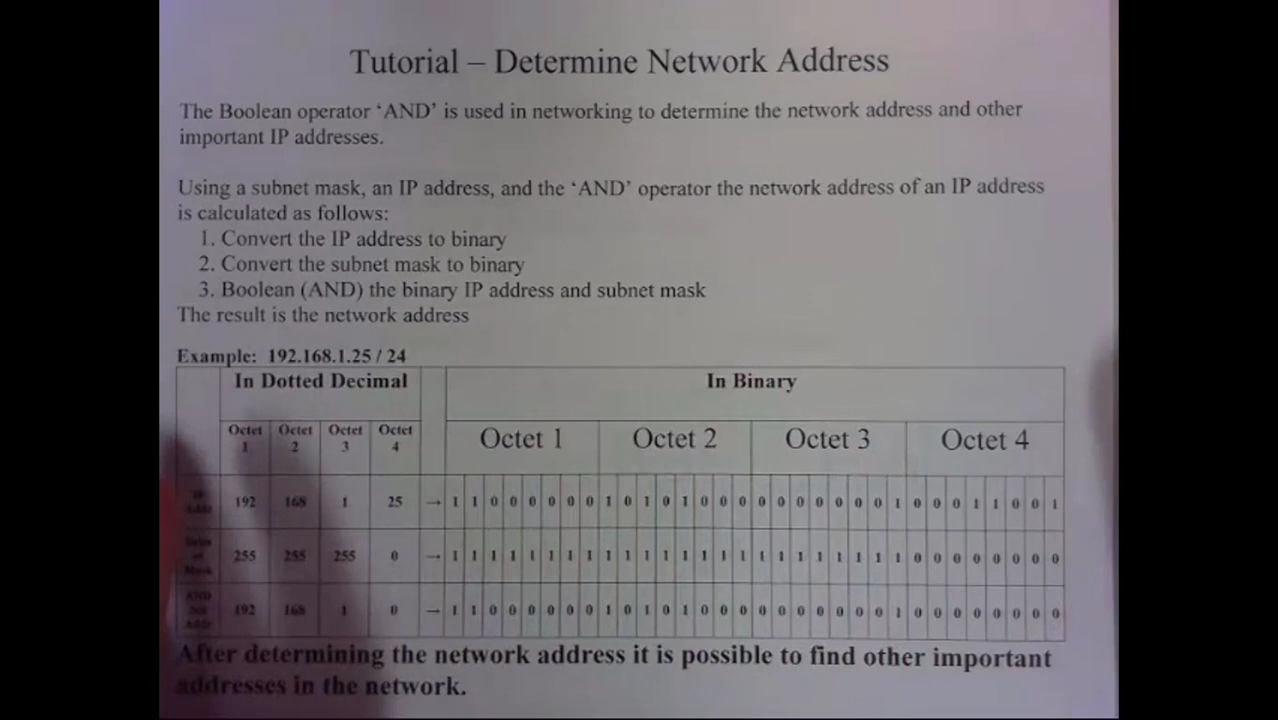 Tutorial – Determine Network Address
The Boolean operator ‘AND’ is used in networking to determine the network address and other
important IP addresses.
Using a subnet mask, an IP address, and the ‘AND’ operator the network address of an IP address
is calculated as follows:
1. Convert the IP address to binary
2. Convert the subnet mask to binary
3. Boolean (AND) the binary IP address and subnet mask
The result is the network address
Example: 192.168.1.25 / 24
In Dotted Decimal In Binary
Octet 1 Octet 2 Octet 3 Octet 4 Octet 1 Octet 2 Octet 3 Octet 4
IP Addr 192 168 1 25 → 1 1 0 0 0 0 0 0 1 0 1 0 1 0 0 0 0 0 0 0 0 0 0 1 0 0 0 1 1 0 0 1
Mask 255 255 255 0 → 1 1 1 1 1 1 1 1 1 1 1 1 1 1 1 1 1 1 1 1 1 1 1 1 0 0 0 0 0 0 0 0
AND Net Addr 192 168 1 0 → 1 1 0 0 0 0 0 0 1 0 1 0 1 0 0 0 0 0 0 0 0 0 0 1 0 0 0 0 0 0 0 0
After determining the network address it is possible to find other important
addresses in the network.